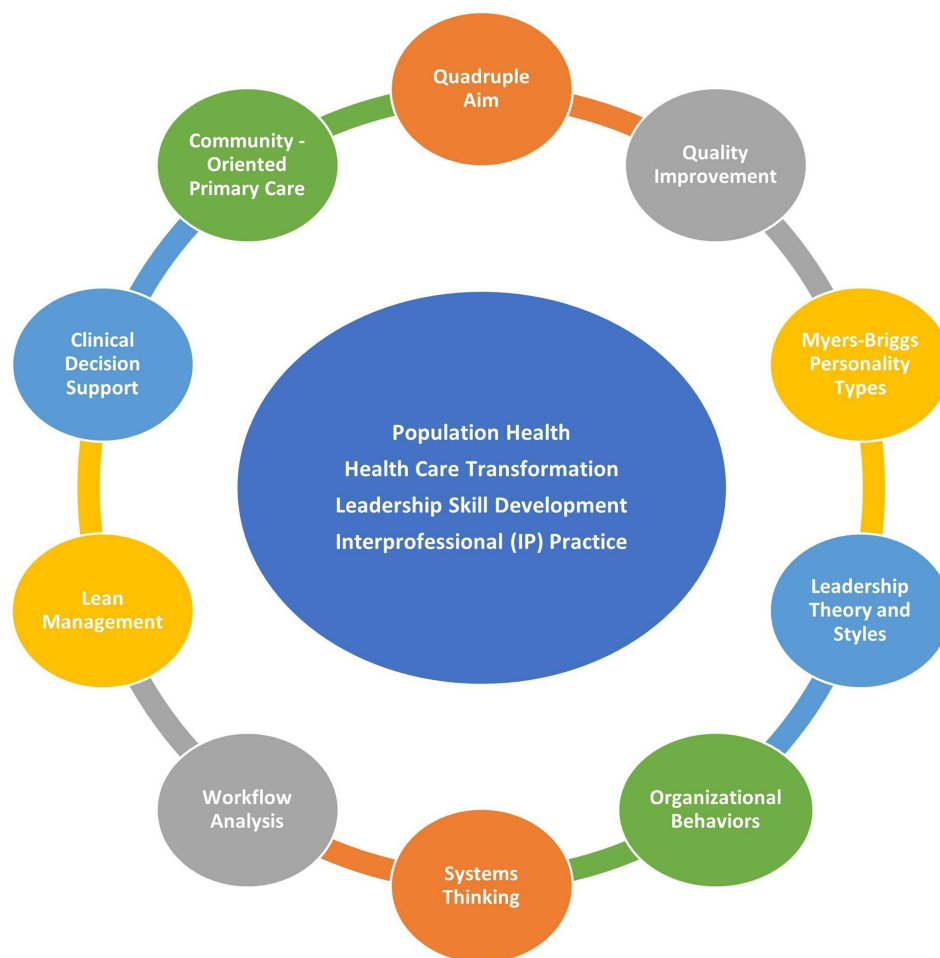 Quadruple
Aim
Quality
Improvement
Myers-Briggs
Personality
Types
Leadership
Theory and
Styles
Organizational
Behaviors
Systems
Thinking
Workflow
Analysis
Lean
Management
Clinical
Decision
Support
Community -
Oriented
Primary Care
Population Health
Health Care Transformation
Leadership Skill Development
Interprofessional (IP) Practice